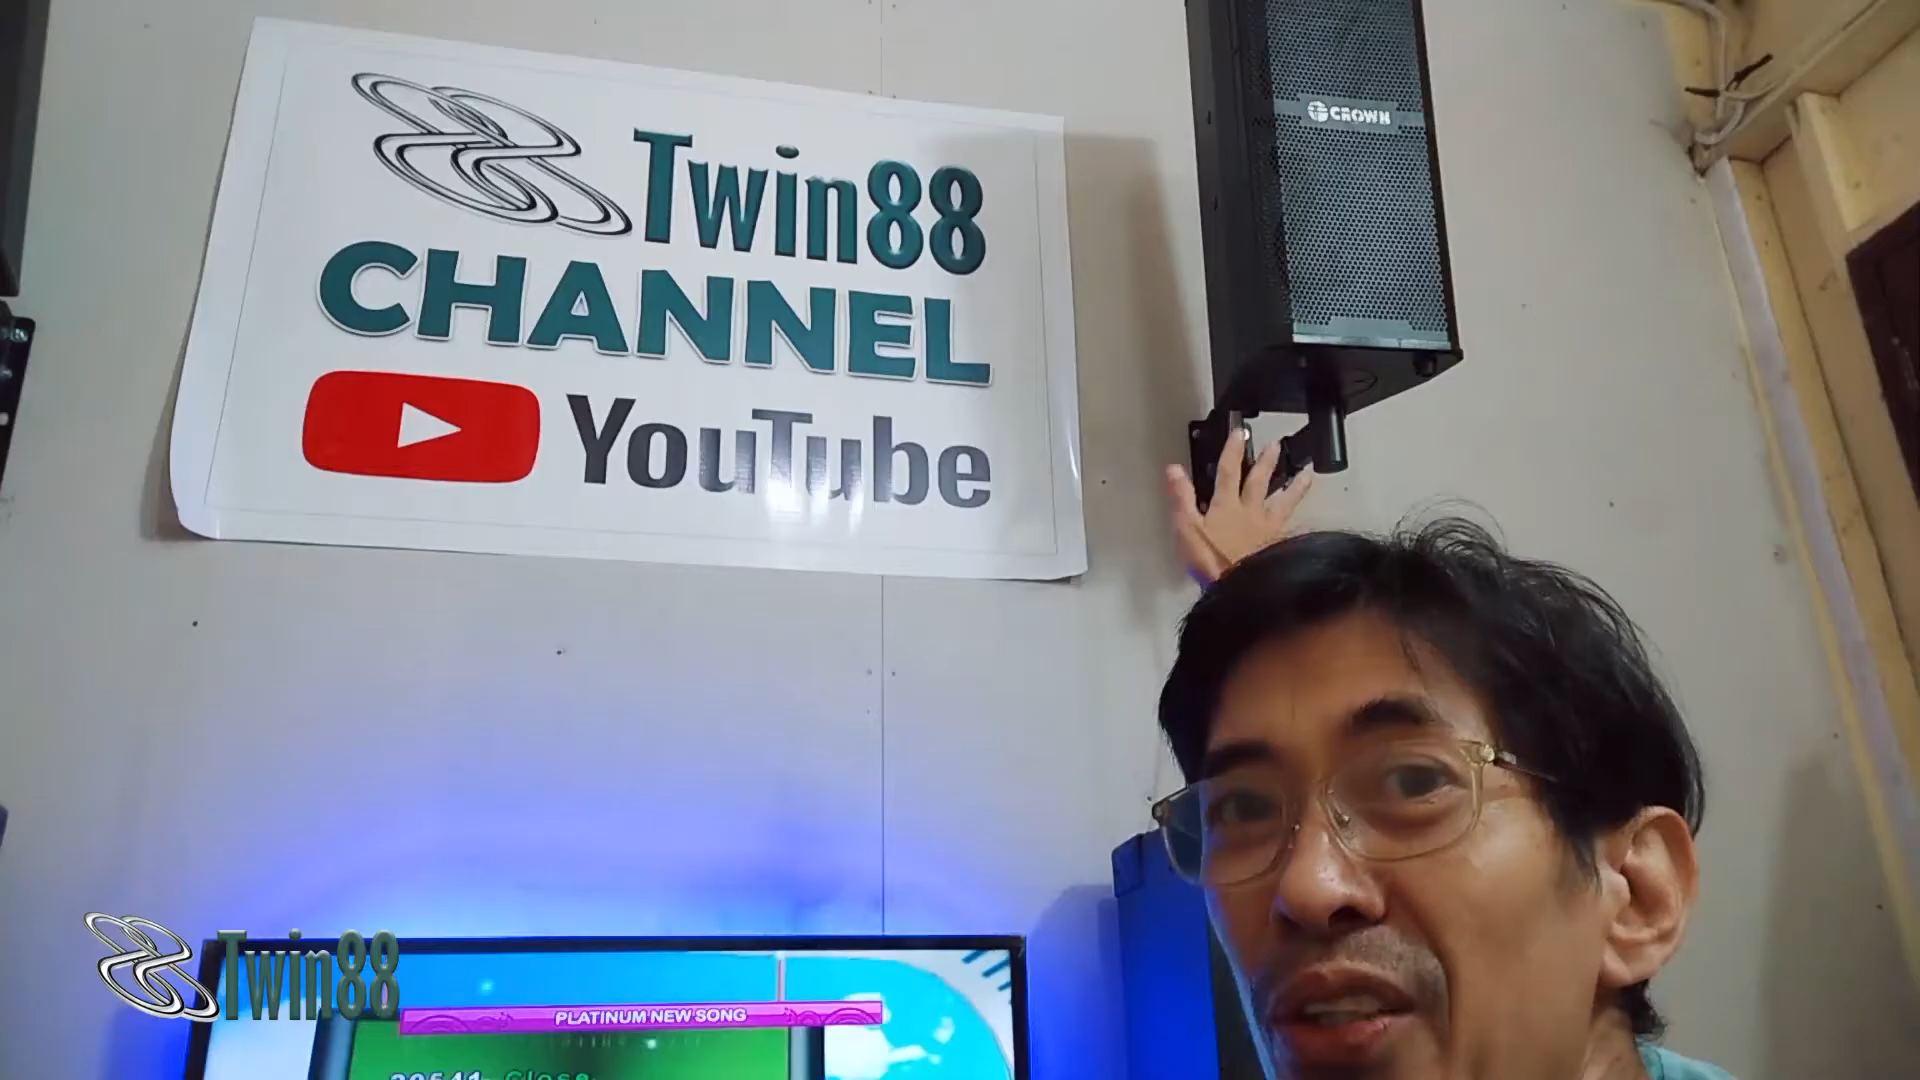 Twin88
CHANNEL
YouTube
CROWN
Twin88
PLATINUM NEW SONG